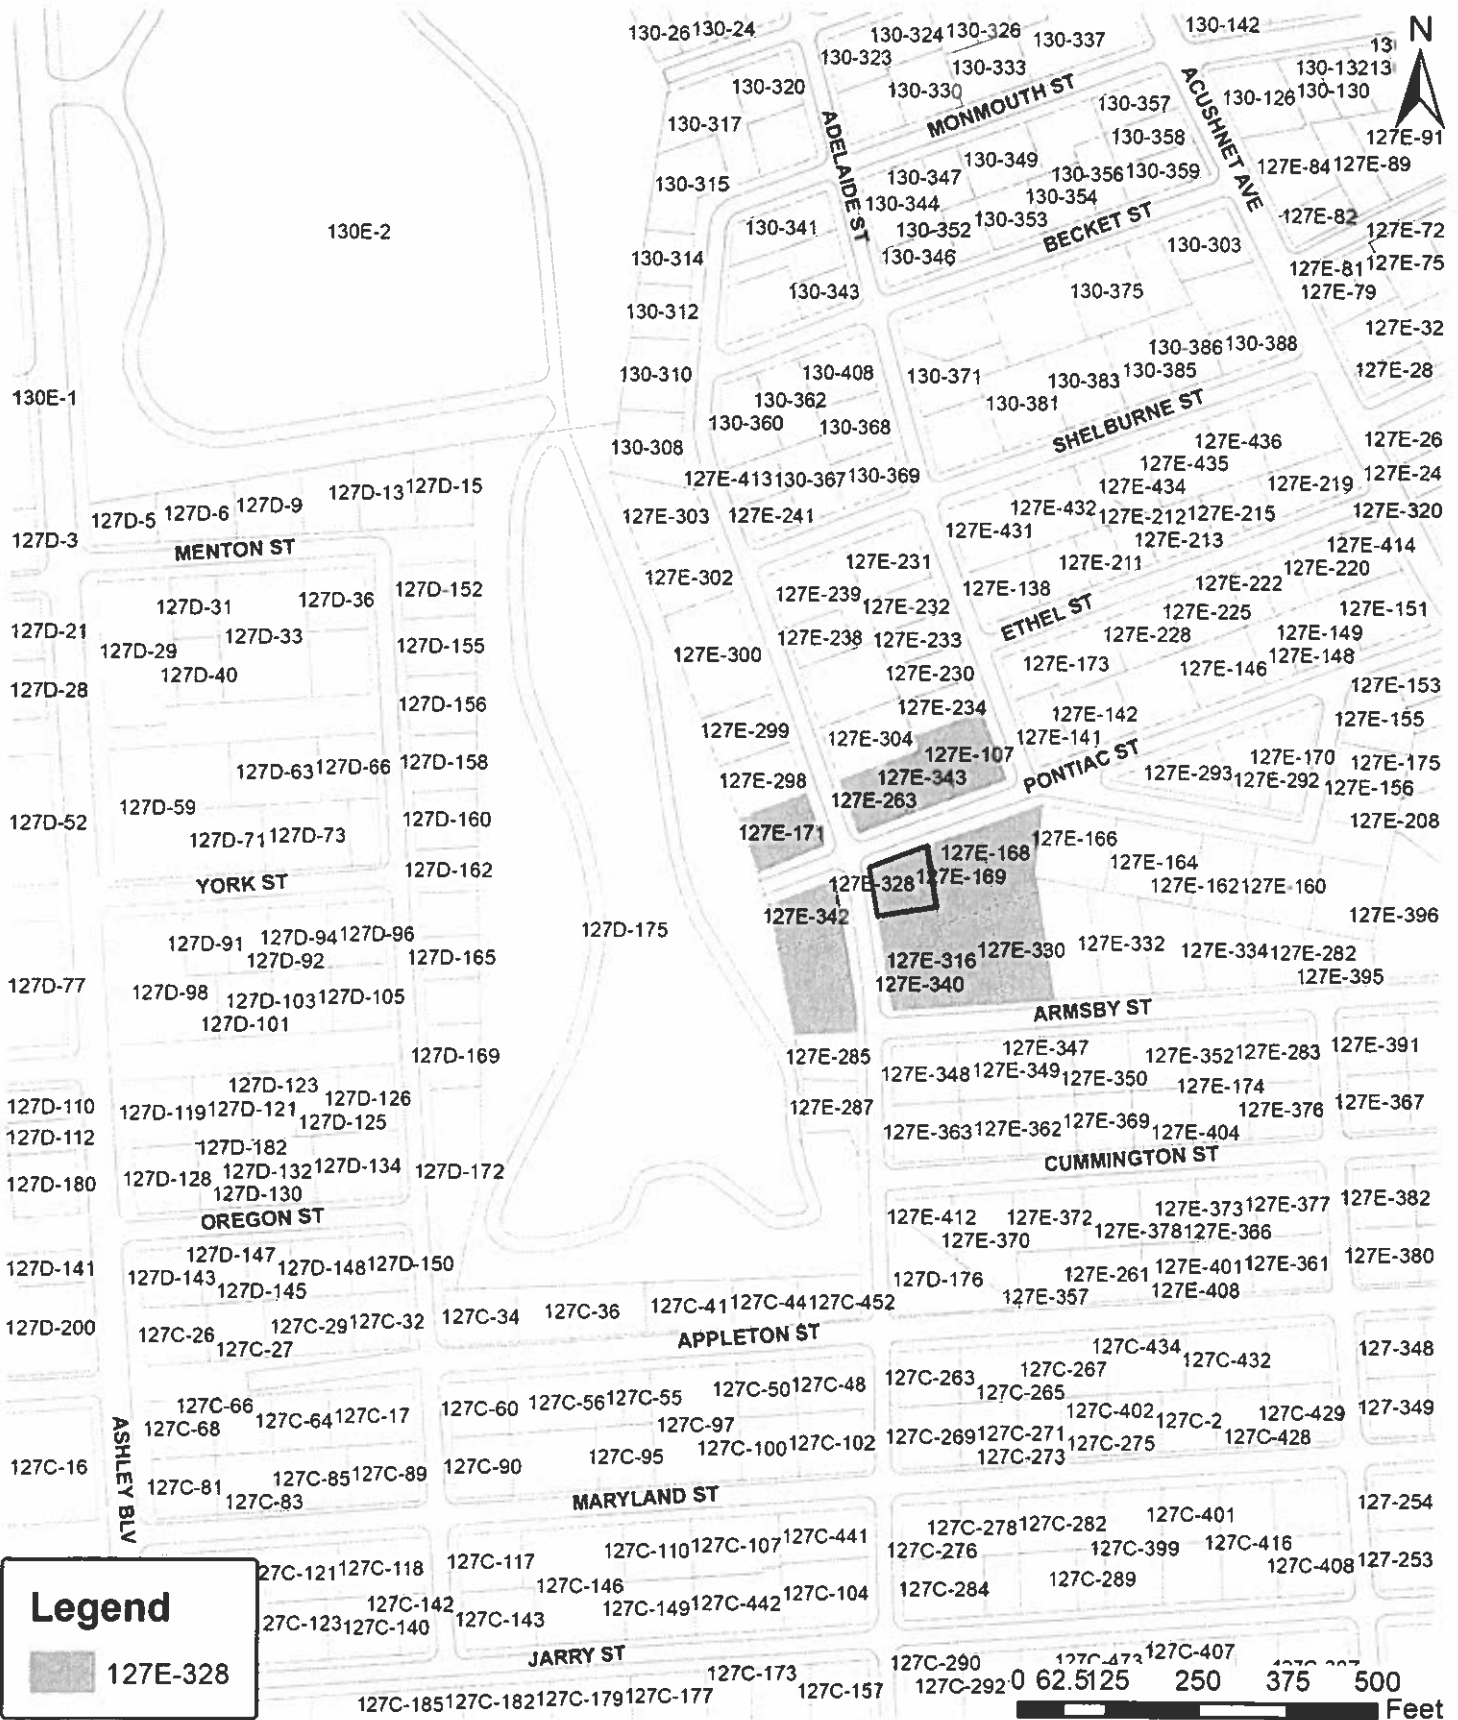 130-26 130-24 130-324 130-326 130-337 130-142 N
130-323 130-333 130-132
130-320 130-330 MONMOUTH ST 130-357 ACUSHNET AVE 130-126 130-130
130-317 ADELAIDE ST 130-358 127E-91
130-315 130-347 130-349 130-356 130-359 127E-84 127E-89
130-344 130-354
130E-2 130-341 130-352 130-353 BECKET ST 127E-82 127E-72
130-314 130-346 130-303 127E-81 127E-75
130-343 130-375 127E-79
130-312 127E-32
130-386 130-388
130-310 130-408 130-371 130-383 130-385 127E-28
130E-1 130-362 130-381
130-360 130-368 SHELBURNE ST
130-308 127E-436 127E-26
127E-413 130-367 130-369 127E-435 127E-24
127D-13 127D-15 127E-434 127E-219
127D-5 127D-6 127D-9 127E-303 127E-241 127E-432 127E-212 127E-215 127E-320
127D-3 MENTON ST 127E-431 127E-213 127E-414
127E-231 127E-211 127E-220
127E-302 127E-239 127E-138 127E-222
127D-31 127D-36 127D-152 127E-232 ETHEL ST 127E-225 127E-151
127D-21 127D-33 127E-238 127E-233 127E-228 127E-149
127D-29 127D-155 127E-300 127E-148
127D-40 127E-230 127E-173 127E-146
127D-28 127D-156 127E-234 127E-153
127E-299 127E-304 127E-142 127E-155
127E-107 127E-141
127D-63 127D-66 127D-158 127E-298 127E-343 PONTIAC ST 127E-293 127E-170 127E-175
127D-59 127E-263 127E-292 127E-156
127D-52 127D-71 127D-73 127D-160 127E-171 127E-166 127E-208
YORK ST 127D-162 127E-168 127E-164
127E-328 127E-169 127E-162 127E-160
127E-342 127E-396
127D-91 127D-94 127D-96 127D-175
127D-92 127D-165 127E-316 127E-330 127E-332 127E-334 127E-282
127D-77 127D-98 127D-103 127D-105 127E-340 127E-395
127D-101 ARMSBY ST
127D-169 127E-285 127E-347 127E-352 127E-283 127E-391
127D-123 127E-348 127E-349 127E-350 127E-174
127D-110 127D-119 127D-121 127D-126 127E-287 127E-376 127E-367
127D-125
127D-112 127D-182 127E-363 127E-362 127E-369 127E-404
127D-180 127D-128 127D-132 127D-134 127D-172 CUMMINGTON ST
127D-130
OREGON ST 127E-412 127E-372 127E-373 127E-377 127E-382
127E-370 127E-378 127E-366
127D-141 127D-147 127D-148 127D-150 127E-401 127E-361 127E-380
127D-143 127D-145 127D-176 127E-261 127E-408
127E-357
127D-200 127C-26 127C-29 127C-32 127C-34 127C-36 127C-41 127C-44 127C-452
127C-27 APPLETON ST 127C-434 127C-432 127-348
127C-267
127C-66 127C-60 127C-56 127C-55 127C-50 127C-48 127C-263 127C-265
127C-68 127C-64 127C-17 127C-97 127C-402 127C-2 127C-429 127-349
ASHLEY BLV 127C-95 127C-100 127C-102 127C-269 127C-271 127C-275 127C-428
127C-16 127C-85 127C-89 127C-90 127C-273
127C-81 127C-83 MARYLAND ST 127-254
127C-401
127C-110 127C-107 127C-441 127C-278 127C-282 127C-416
127C-121 127C-118 127C-117 127C-276 127C-399 127C-408 127-253
127C-146 127C-289
127C-142 127C-149 127C-442 127C-104 127C-284
127C-123 127C-140 127C-143
JARRY ST 127C-290 127C-473 127C-407
127C-173
127C-185 127C-182 127C-179 127C-177 127C-157 127C-292
Legend
127E-328
0 62.5 125 250 375 500
Feet